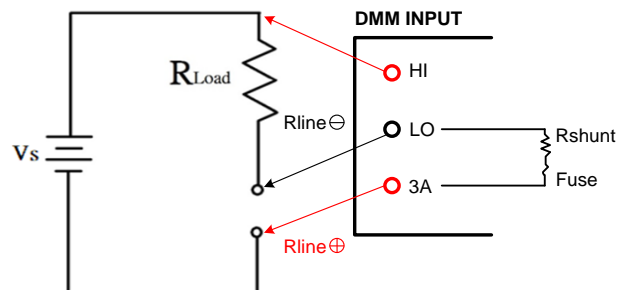 DMM INPUT
HI
RLoad
Rline⊖
LO
Rshunt
Vs
Fuse
3A
Rline⊕